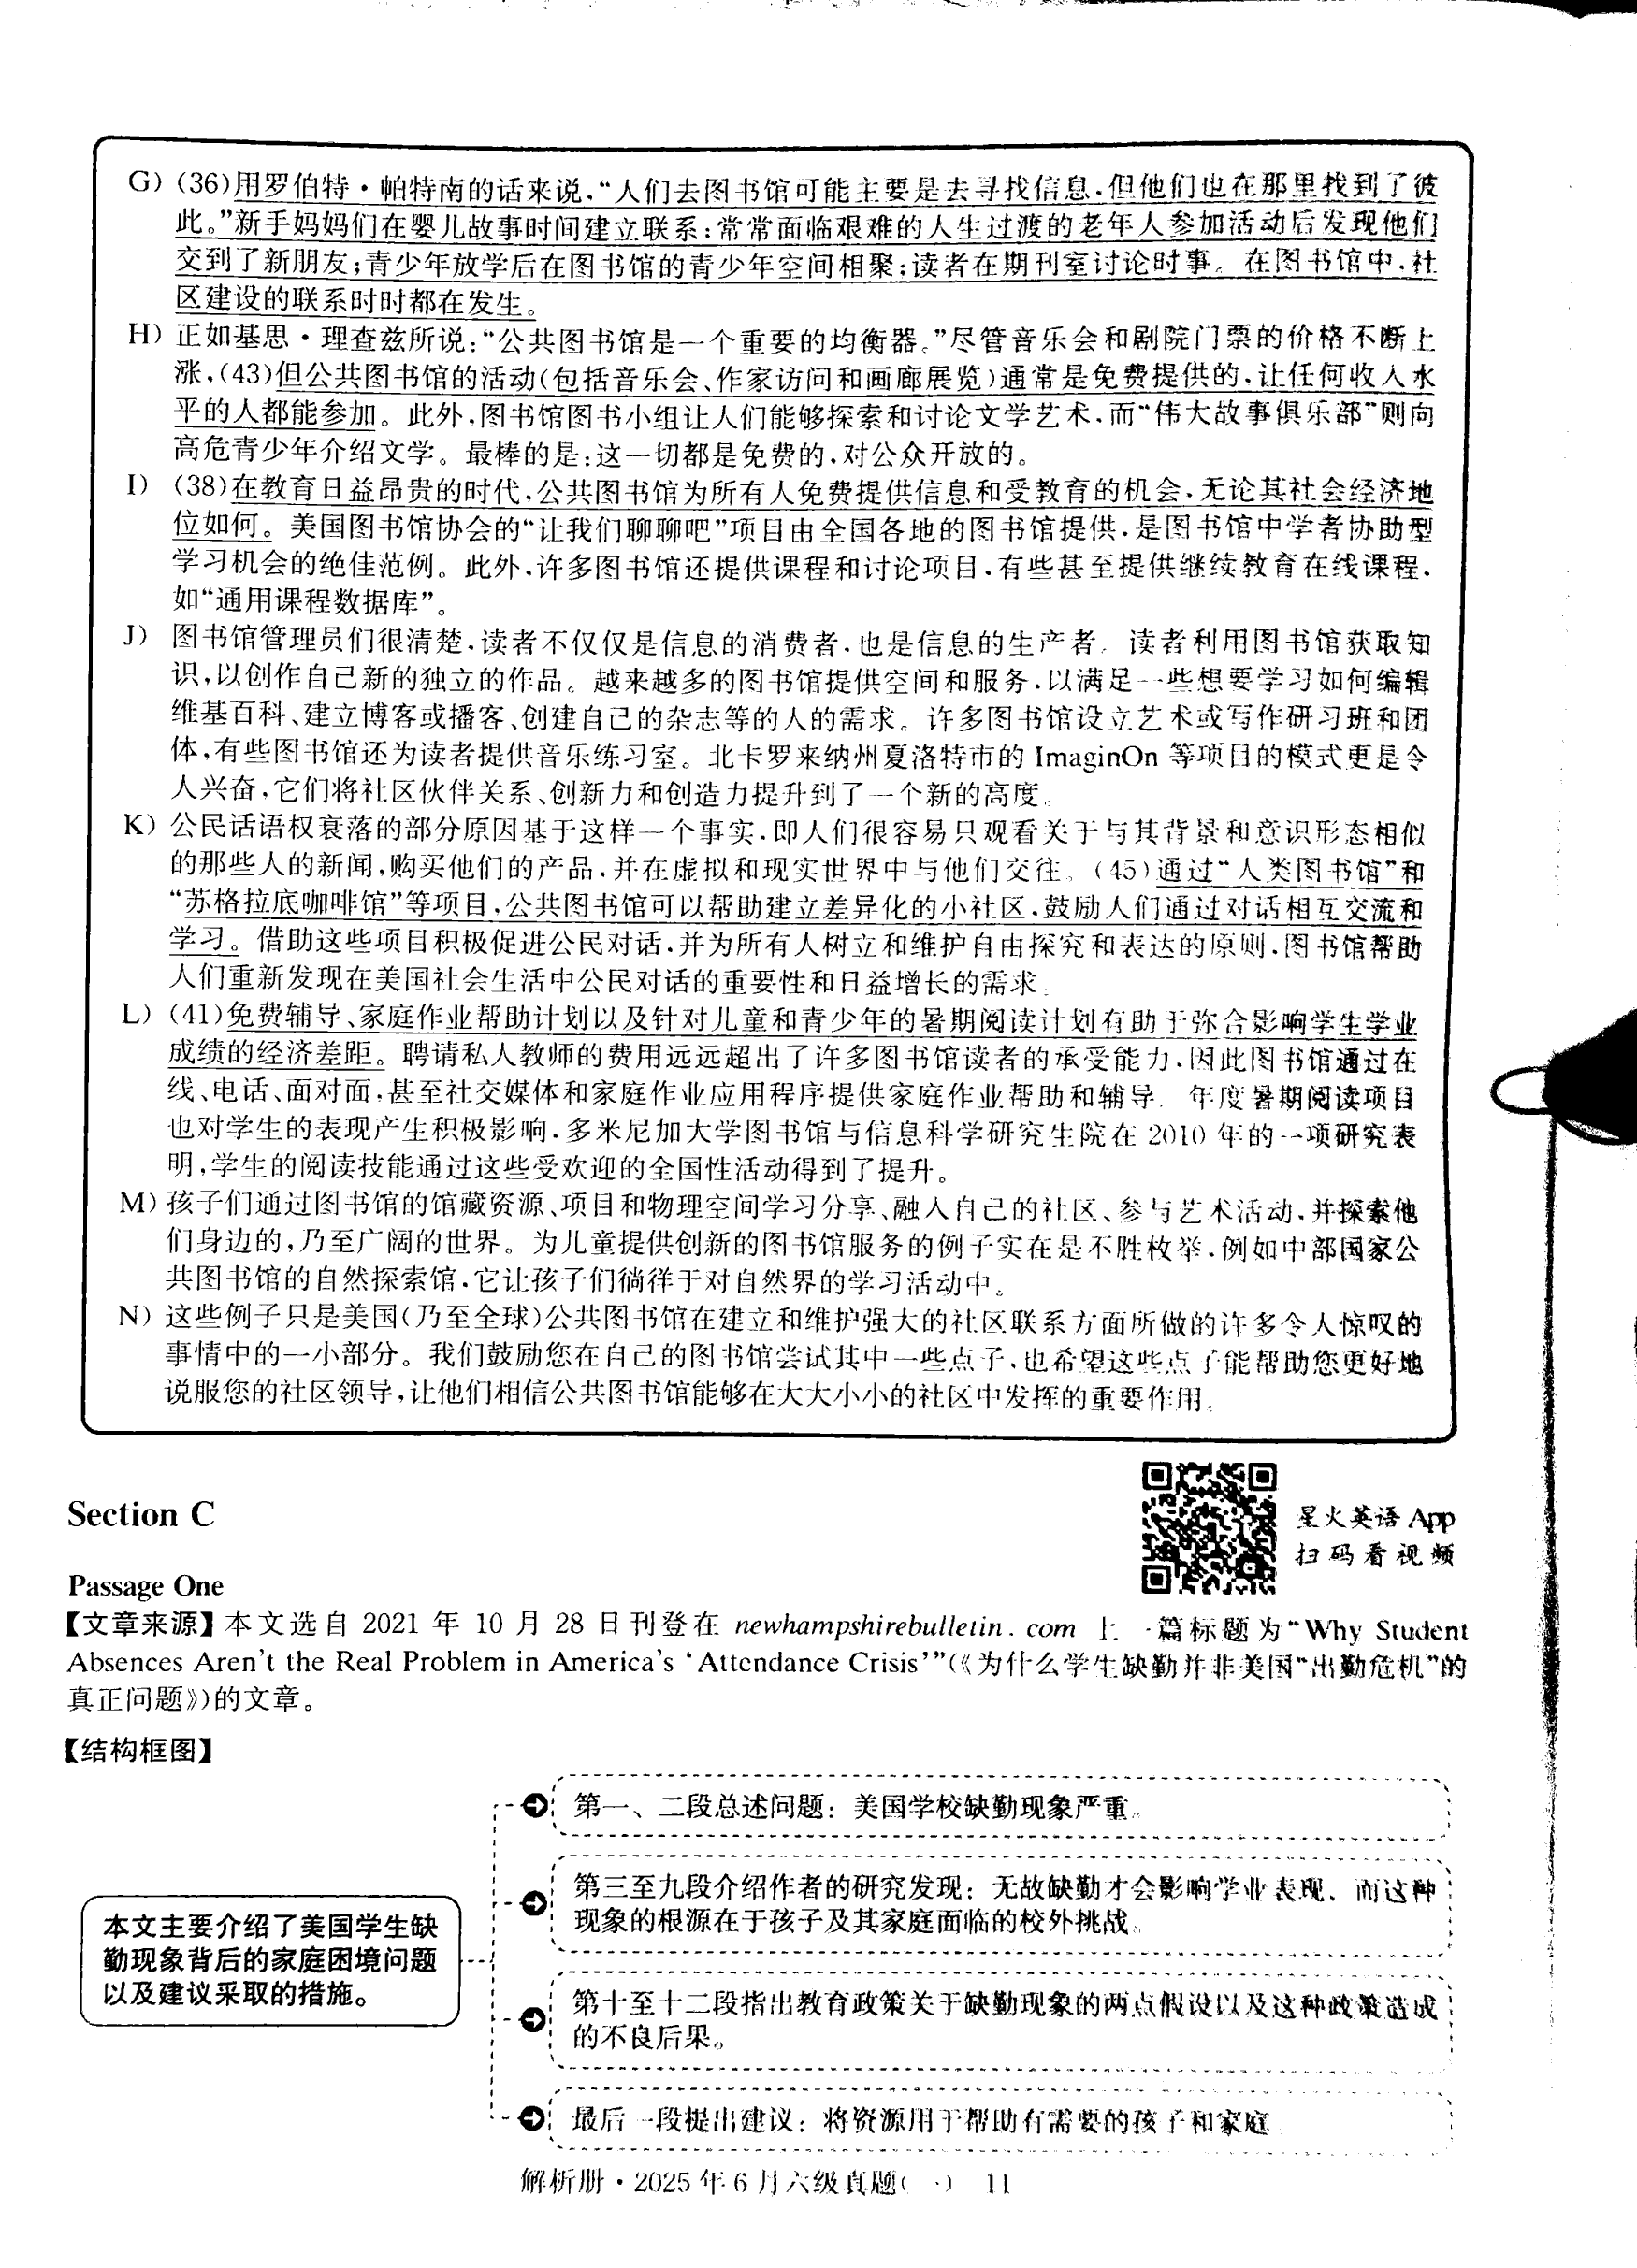 G) (36)用罗伯特·帕特南的话来说,“人们去图书馆可能主要是去寻找信息,但他们也在那里找到了彼
此。”新手妈妈们在婴儿故事时间建立联系;常常面临艰难的人生过渡的老年人参加活动后发现他们
交到了新朋友;青少年放学后在图书馆的青少年空间相聚;读者在期刊室讨论时事。在图书馆中,社
区建设的联系时时都在发生。
H) 正如基思·理查兹所说:“公共图书馆是一个重要的均衡器。”尽管音乐会和剧院门票的价格不断上
涨,(43)但公共图书馆的活动(包括音乐会、作家访问和画廊展览)通常是免费提供的,让任何收入水
平的人都能参加。此外,图书馆图书小组让人们能够探索和讨论文学艺术,而“伟大故事俱乐部”则向
高危青少年介绍文学。最棒的是:这一切都是免费的,对公众开放的。
I) (38)在教育日益昂贵的时代,公共图书馆为所有人免费提供信息和受教育的机会,无论其社会经济地
位如何。美国图书馆协会的“让我们聊聊吧”项目由全国各地的图书馆提供,是图书馆中学者协助型
学习机会的绝佳范例。此外,许多图书馆还提供课程和讨论项目,有些甚至提供继续教育在线课程,
如“通用课程数据库”。
J) 图书馆管理员们很清楚,读者不仅仅是信息的消费者,也是信息的生产者。读者利用图书馆获取知
识,以创作自己新的独立的作品。越来越多的图书馆提供空间和服务,以满足一些想要学习如何编辑
维基百科、建立博客或播客、创建自己的杂志等的人的需求。许多图书馆设立艺术或写作研习班和团
体,有些图书馆还为读者提供音乐练习室。北卡罗来纳州夏洛特市的 ImaginOn 等项目的模式更是令
人兴奋,它们将社区伙伴关系、创新力和创造力提升到了一个新的高度。
K) 公民话语权衰落的部分原因基于这样一个事实,即人们很容易只观看关于与其背景和意识形态相似
的那些人的新闻,购买他们的产品,并在虚拟和现实世界中与他们交往。(45)通过“人类图书馆”和
“苏格拉底咖啡馆”等项目,公共图书馆可以帮助建立差异化的小社区,鼓励人们通过对话相互交流和
学习。借助这些项目积极促进公民对话,并为所有人树立和维护自由探究和表达的原则,图书馆帮助
人们重新发现在美国社会生活中公民对话的重要性和日益增长的需求。
L) (41)免费辅导、家庭作业帮助计划以及针对儿童和青少年的暑期阅读计划有助于弥合影响学生学业
成绩的经济差距。聘请私人教师的费用远远超出了许多图书馆读者的承受能力,因此图书馆通过在
线、电话、面对面,甚至社交媒体和家庭作业应用程序提供家庭作业帮助和辅导。年度暑期阅读项目
也对学生的表现产生积极影响,多米尼加大学图书馆与信息科学研究生院在 2010 年的一项研究表
明,学生的阅读技能通过这些受欢迎的全国性活动得到了提升。
M) 孩子们通过图书馆的馆藏资源、项目和物理空间学习分享、融入自己的社区、参与艺术活动,并探索他
们身边的,乃至广阔的世界。为儿童提供创新的图书馆服务的例子实在是不胜枚举,例如中部国家公
共图书馆的自然探索馆,它让孩子们徜徉于对自然界的学习活动中。
N) 这些例子只是美国(乃至全球)公共图书馆在建立和维护强大的社区联系方面所做的许多令人惊叹的
事情中的一小部分。我们鼓励您在自己的图书馆尝试其中一些点子,也希望这些点子能帮助您更好地
说服您的社区领导,让他们相信公共图书馆能够在大大小小的社区中发挥的重要作用。
Section C
星火英语 App
扫码看视频
Passage One
【文章来源】本文选自 2021 年 10 月 28 日刊登在 newhampshirebulletin.com 上一篇标题为“Why Student
Absences Aren't the Real Problem in America's ‘Attendance Crisis’”(《为什么学生缺勤并非美国“出勤危机”的
真正问题》)的文章。
【结构框图】
本文主要介绍了美国学生缺
勤现象背后的家庭困境问题
以及建议采取的措施。
第一、二段总述问题:美国学校缺勤现象严重。
第三至九段介绍作者的研究发现:无故缺勤才会影响学业表现,而这种
现象的根源在于孩子及其家庭面临的校外挑战。
第十至十二段指出教育政策关于缺勤现象的两点假设以及这种政策造成
的不良后果。
最后一段提出建议:将资源用于帮助有需要的孩子和家庭
解析册·2025 年 6 月六级真题(一) 11